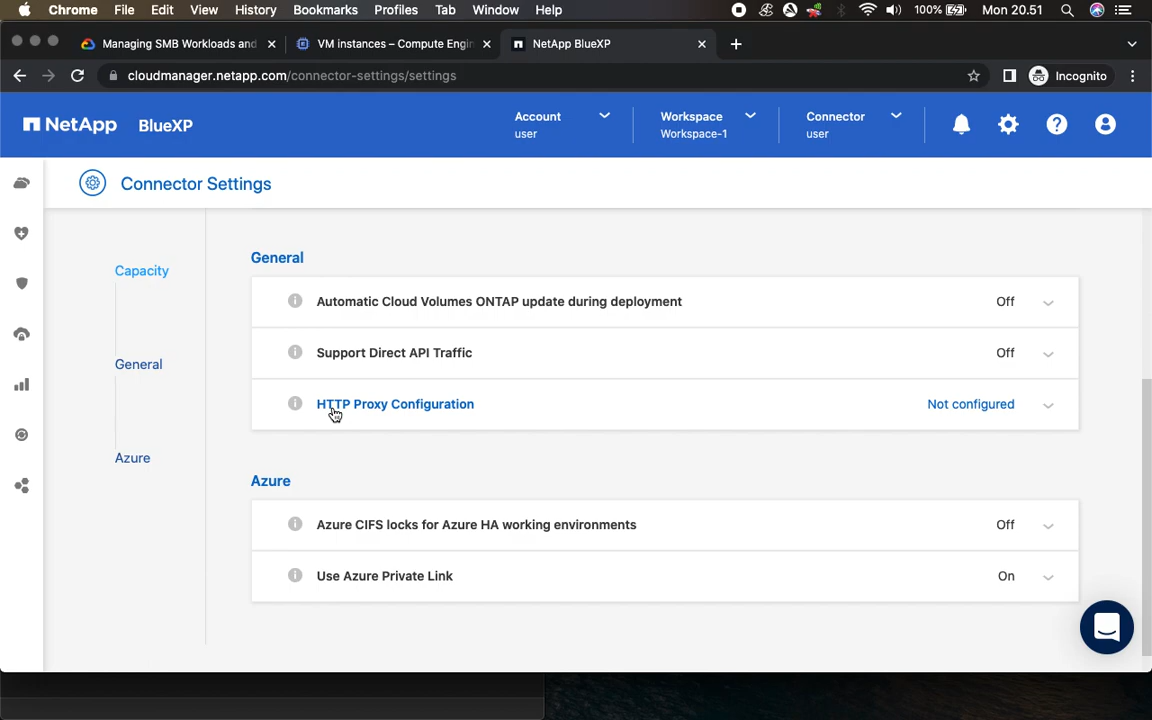 Chrome File Edit View History Bookmarks Profiles Tab Window Help 100% Mon 20.51
Managing SMB Workloads and VM instances – Compute Engin NetApp BlueXP
cloudmanager.netapp.com/connector-settings/settings Incognito
NetApp BlueXP
Account
user
Workspace
Workspace-1
Connector
user
Connector Settings
Capacity
General
Azure
General
Automatic Cloud Volumes ONTAP update during deployment Off
Support Direct API Traffic Off
HTTP Proxy Configuration Not configured
Azure
Azure CIFS locks for Azure HA working environments Off
Use Azure Private Link On